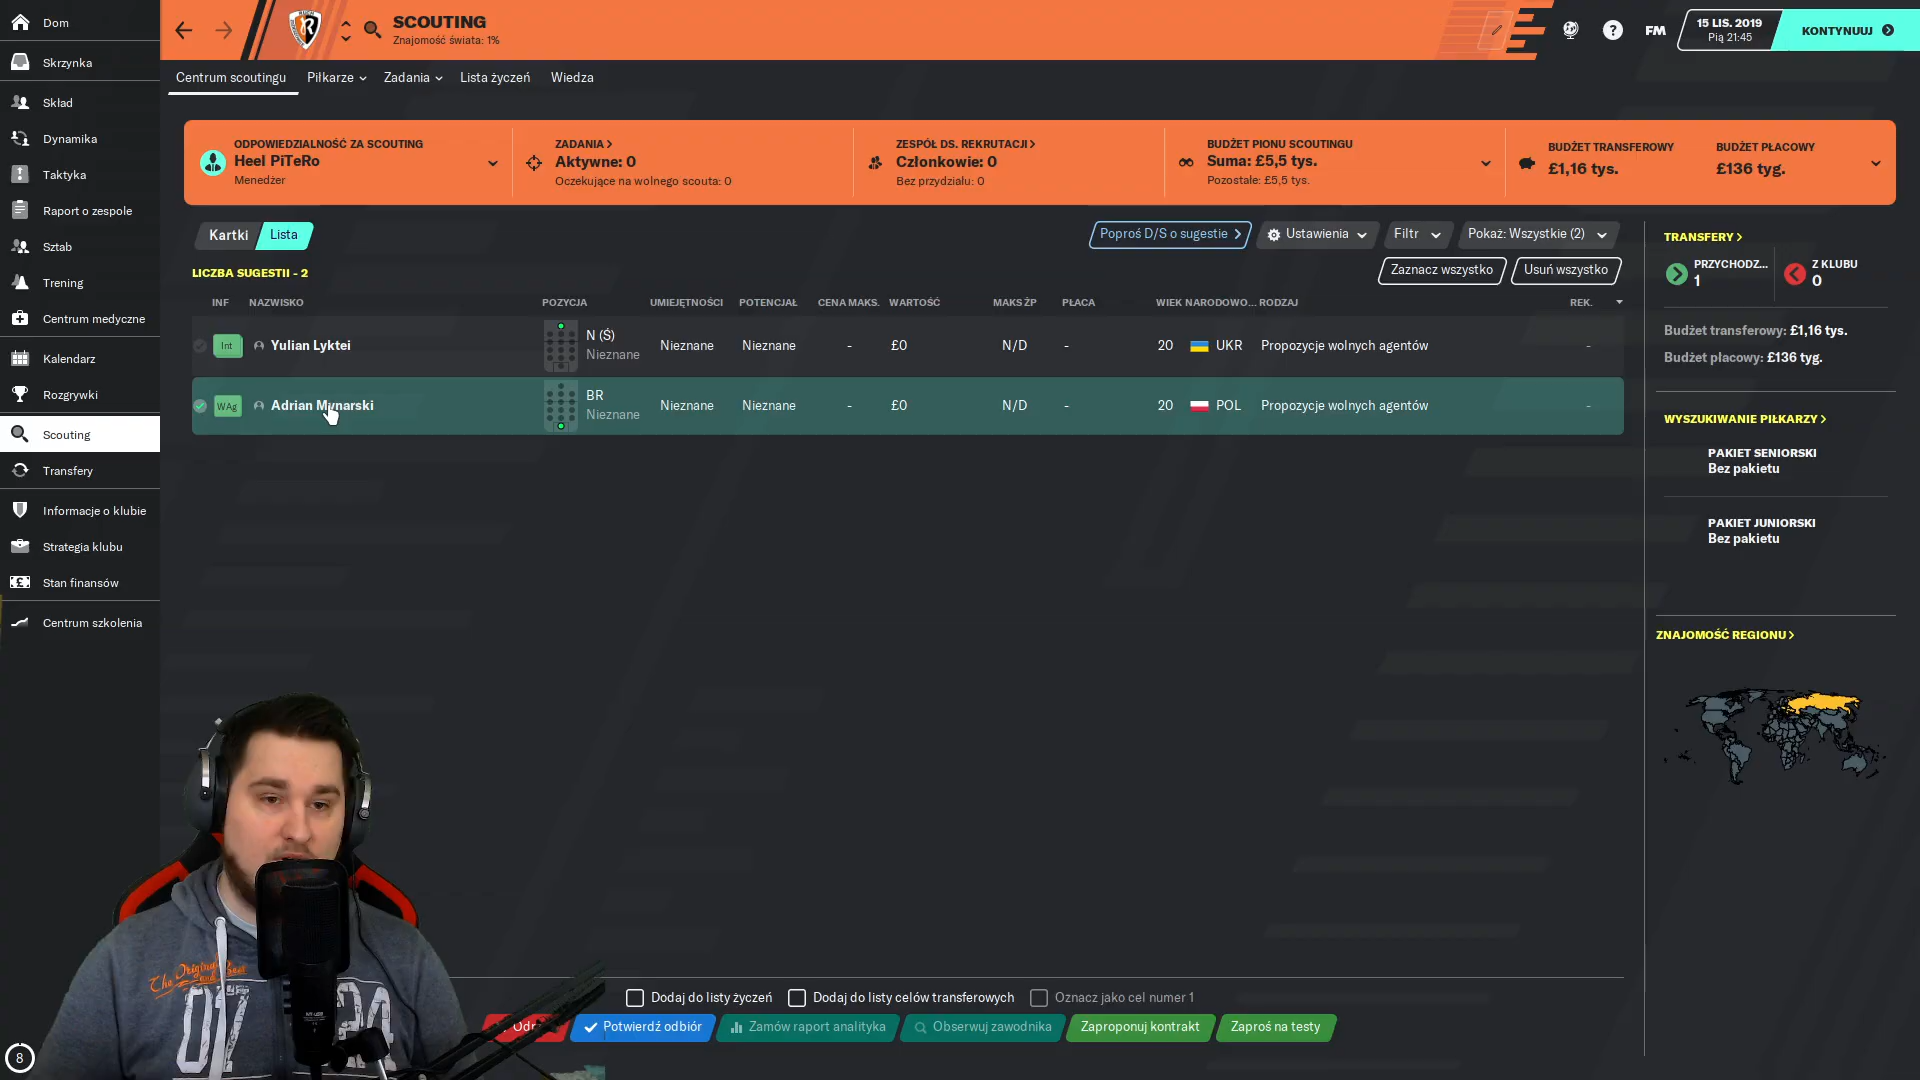 Dom
Skrzynka
Skład
Dynamika
Taktyka
Raport o zespole
Sztab
Trening
Centrum medyczne
Kalendarz
Rozgrywki
Scouting
Transfery
Informacje o klubie
Strategia klubu
Stan finansów
Centrum szkolenia
8
SCOUTING
Znajomość świata: 1%
FM
15 LIS. 2019
Pią 21:45
KONTYNUUJ
Centrum scoutingu
Piłkarze
Zadania
Lista życzeń
Wiedza
ODPOWIEDZIALNOŚĆ ZA SCOUTING
Heel PiTeRo
Menedżer
ZADANIA
Aktywne: 0
Oczekujące na wolnego scouta: 0
ZESPÓŁ DS. REKRUTACJI
Członkowie: 0
Bez przydziału: 0
BUDŻET PIONU SCOUTINGU
Suma: £5,5 tys.
Pozostałe: £5,5 tys.
BUDŻET TRANSFEROWY
£1,16 tys.
BUDŻET PŁACOWY
£136 tyg.
Kartki
Lista
Poproś D/S o sugestie
Ustawienia
Filtr
Pokaż: Wszystkie (2)
LICZBA SUGESTII - 2
Zaznacz wszystko
Usuń wszystko
INF NAZWISKO POZYCJA UMIEJĘTNOŚCI POTENCJAŁ CENA MAKS. WARTOŚĆ MAKS ŻP PŁACA WIEK NARODOWO... RODZAJ REK.
Int Yulian Lyktei N (Ś) Nieznane Nieznane Nieznane - £0 N/D - 20 UKR Propozycje wolnych agentów -
WAg Adrian BR Nieznane Nieznane Nieznane - £0 N/D - 20 POL Propozycje wolnych agentów -
TRANSFERY
PRZYCHODZ...
1
Z KLUBU
0
Budżet transferowy: £1,16 tys.
Budżet płacowy: £136 tyg.
WYSZUKIWANIE PIŁKARZY
PAKIET SENIORSKI
Bez pakietu
PAKIET JUNIORSKI
Bez pakietu
ZNAJOMOŚĆ REGIONU
Dodaj do listy życzeń
Dodaj do listy celów transferowych
Oznacz jako cel numer 1
Potwierdź odbiór
Zamów raport analityka
Obserwuj zawodnika
Zaproponuj kontrakt
Zaproś na testy
The Original